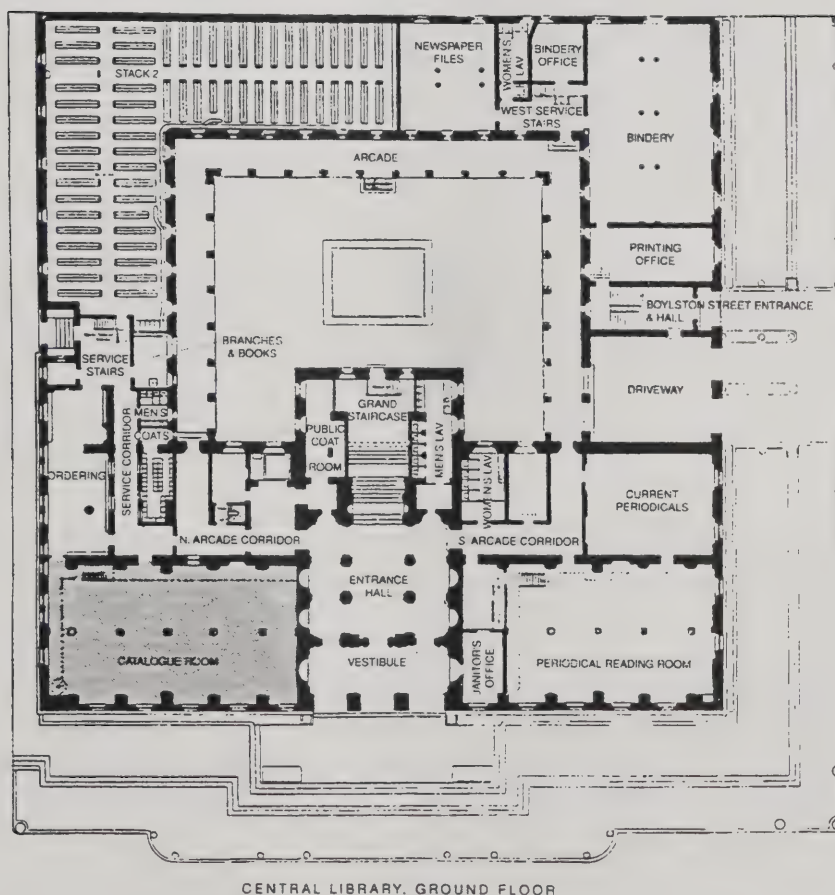 STACK 2
NEWSPAPER
FILES
WOMEN'S
LAV
BINDERY
OFFICE
WEST SERVICE
STAIRS
BINDERY
ARCADE
PRINTING
OFFICE
BOYLSTON STREET ENTRANCE
& HALL
BRANCHES
& BOOKS
SERVICE
STAIRS
DRIVEWAY
GRAND
STAIRCASE
MENS
COATS
PUBLIC
COAT
ROOM
MEN'S LAV
SERVICE CORRIDOR
ORDERING
WOMEN'S LAV
CURRENT
PERIODICALS
N. ARCADE CORRIDOR
S. ARCADE CORRIDOR
ENTRANCE
HALL
CATALOGUE ROOM
VESTIBULE
JANITORS
OFFICE
PERIODICAL READING ROOM
CENTRAL LIBRARY, GROUND FLOOR